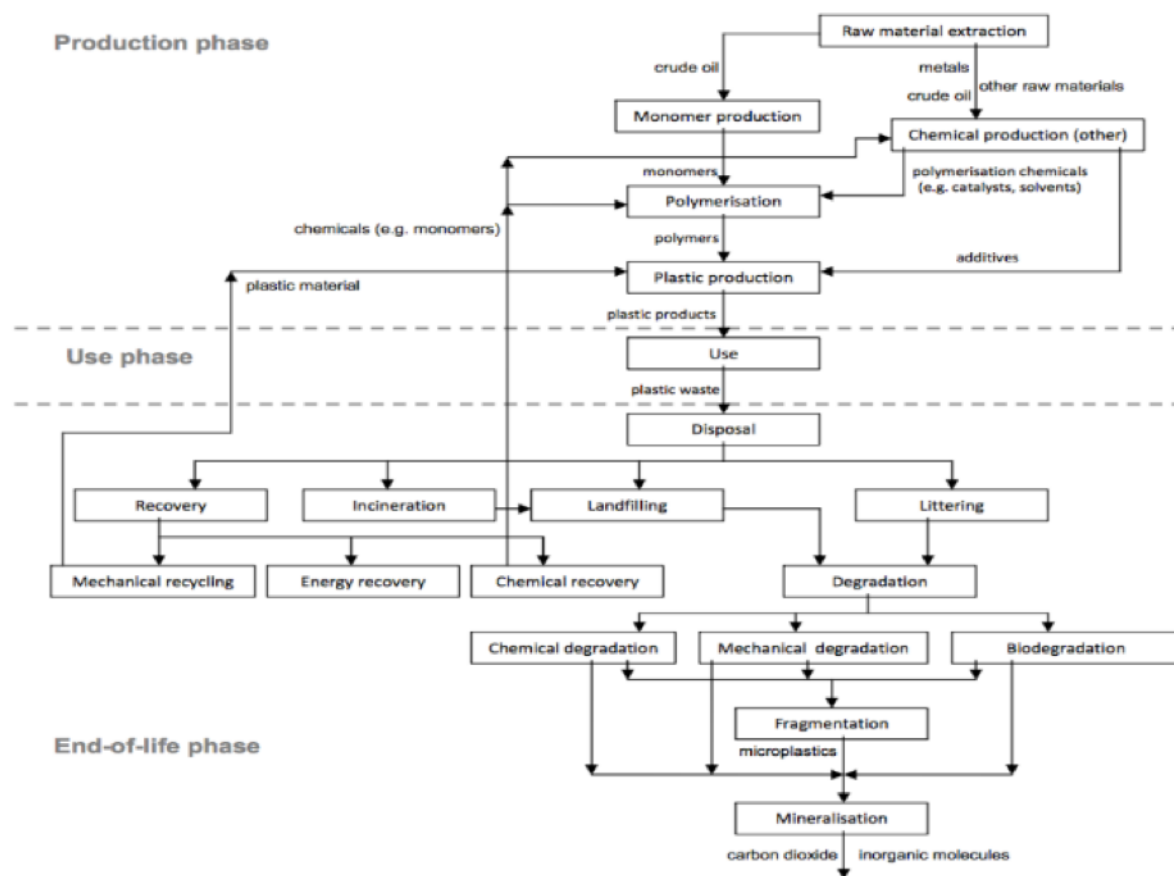 Production phase
Raw material extraction
crude oil
metals
other raw materials
crude oil
Monomer production
Chemical production (other)
monomers
polymerisation chemicals
(e.g. catalysts, solvents)
Polymerisation
chemicals (e.g. monomers)
polymers
additives
Plastic production
plastic material
plastic products
Use phase
Use
plastic waste
Disposal
Recovery
Incineration
Landfilling
Littering
Mechanical recycling
Energy recovery
Chemical recovery
Degradation
Chemical degradation
Mechanical degradation
Biodegradation
Fragmentation
End-of-life phase
microplastics
Mineralisation
carbon dioxide
inorganic molecules